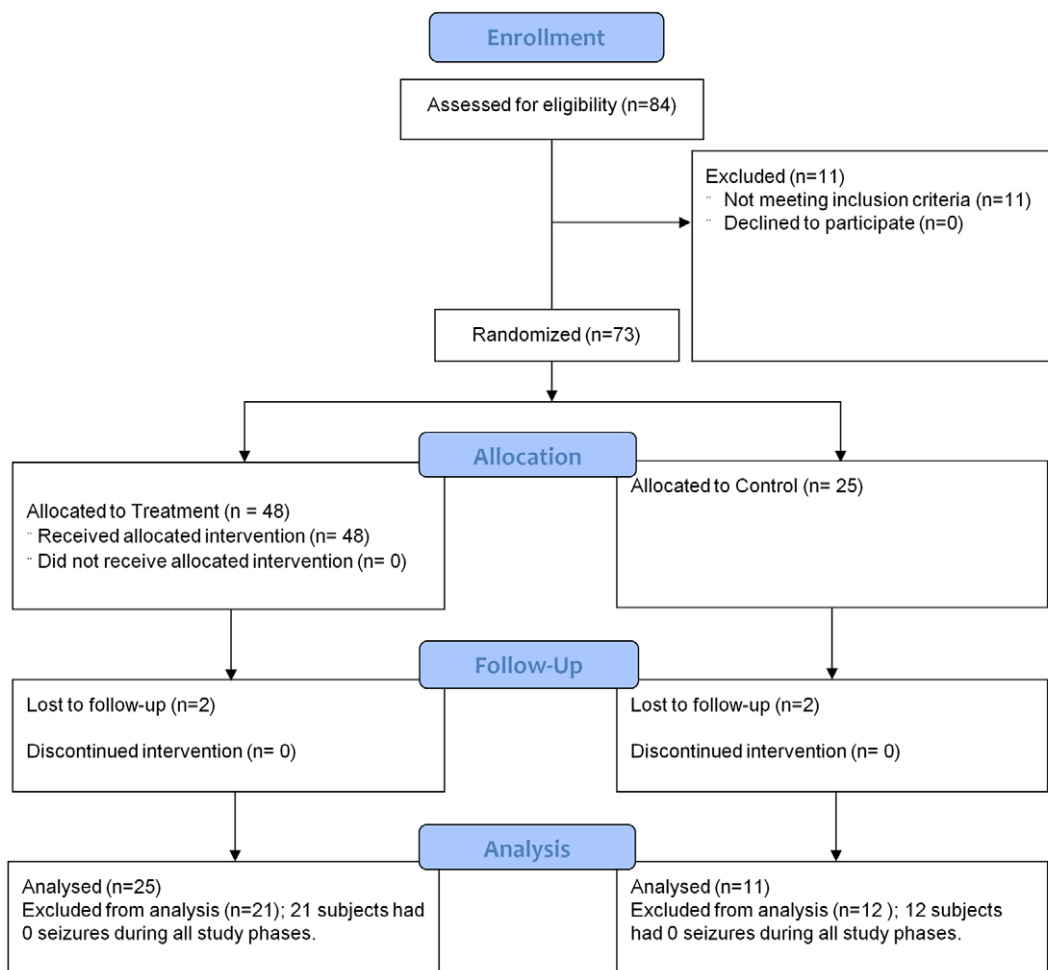 Enrollment
Assessed for eligibility (n=84)
Excluded (n=11)
¨ Not meeting inclusion criteria (n=11)
¨ Declined to participate (n=0)
Randomized (n=73)
Allocation
Allocated to Treatment (n = 48)
¨ Received allocated intervention (n= 48)
¨ Did not receive allocated intervention (n= 0)
Allocated to Control (n= 25)
Follow-Up
Lost to follow-up (n=2)
Discontinued intervention (n= 0)
Lost to follow-up (n=2)
Discontinued intervention (n= 0)
Analysis
Analysed (n=25)
Excluded from analysis (n=21); 21 subjects had
0 seizures during all study phases.
Analysed (n=11)
Excluded from analysis (n=12 ); 12 subjects
had 0 seizures during all study phases.